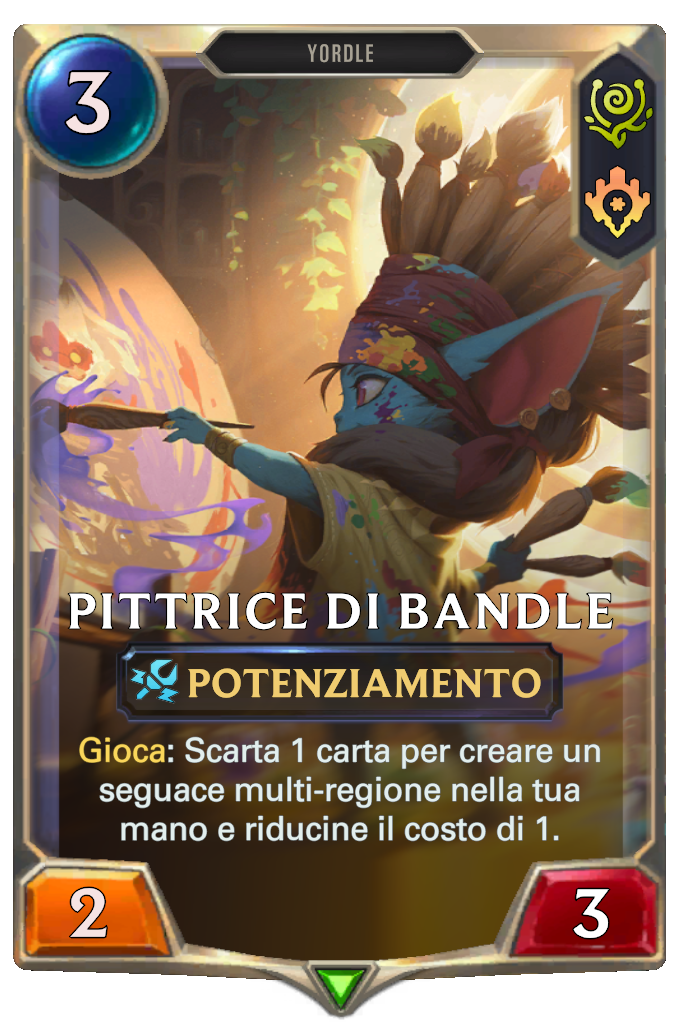 YORDLE
3
PITTRICE DI BANDLE
POTENZIAMENTO
Gioca: Scarta 1 carta per creare un
seguace multi-regione nella tua
mano e riducine il costo di 1.
2
3